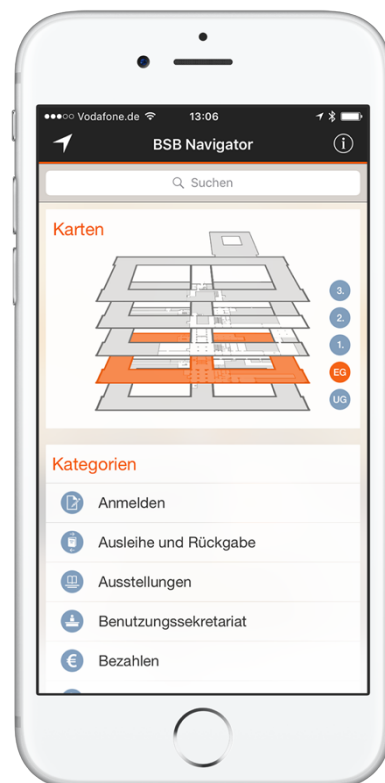 Vodafone.de 13:06
BSB Navigator
Suchen
Karten
3.
2.
1.
EG
UG
Kategorien
Anmelden
Ausleihe und Rückgabe
Ausstellungen
Benutzungssekretariat
€ Bezahlen